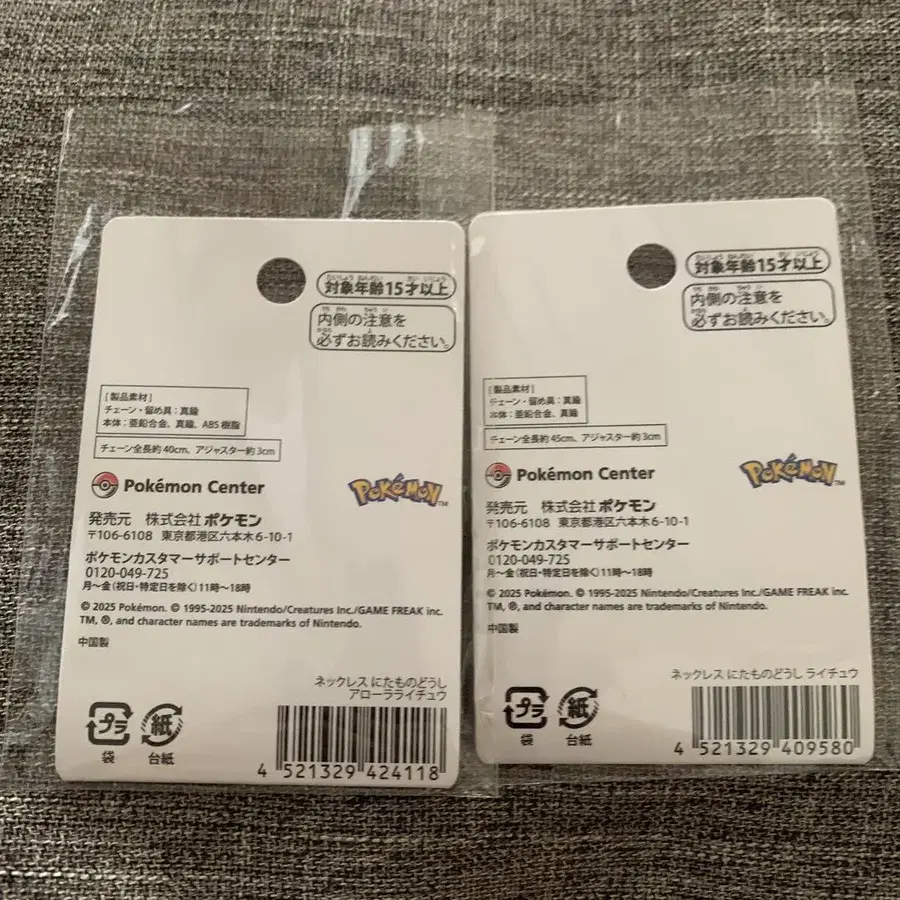 対象年齢15才以上
内側の注意を
必ずお読みください。
[製品素材]
チェーン・留め具：真鍮
本体：亜鉛合金、真鍮、ABS樹脂
チェーン全長約40cm、アジャスター約3cm
Pokémon Center
POKéMON™
発売元 株式会社ポケモン
〒106-6108 東京都港区六本木6-10-1
ポケモンカスタマーサポートセンター
0120-049-725
月〜金（祝日・特定日を除く）11時〜18時
© 2025 Pokémon. © 1995-2025 Nintendo/Creatures Inc./GAME FREAK inc.
TM, ®, and character names are trademarks of Nintendo.
中国製
ネックレス にたものどうし
アローラライチュウ
プラ
袋
紙
台紙
4 521329 424118
対象年齢15才以上
内側の注意を
必ずお読みください。
[製品素材]
チェーン・留め具：真鍮
本体：亜鉛合金、真鍮
チェーン全長約45cm、アジャスター約3cm
Pokémon Center
POKéMON™
発売元 株式会社ポケモン
〒106-6108 東京都港区六本木6-10-1
ポケモンカスタマーサポートセンター
0120-049-725
月〜金（祝日・特定日を除く）11時〜18時
© 2025 Pokémon. © 1995-2025 Nintendo/Creatures Inc./GAME FREAK inc.
TM, ®, and character names are trademarks of Nintendo.
中国製
ネックレス にたものどうし ライチュウ
プラ
袋
紙
台紙
4 521329 409580